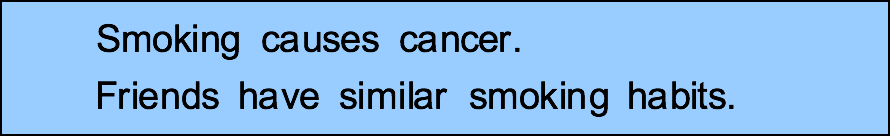 Smoking causes cancer.
Friends have similar smoking habits.